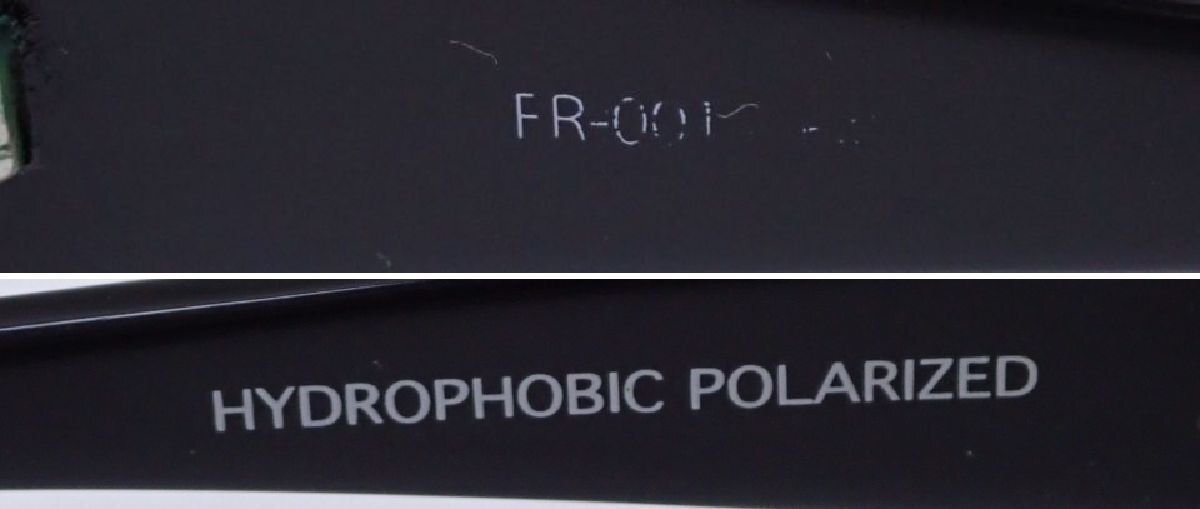 FR-001
HYDROPHOBIC POLARIZED